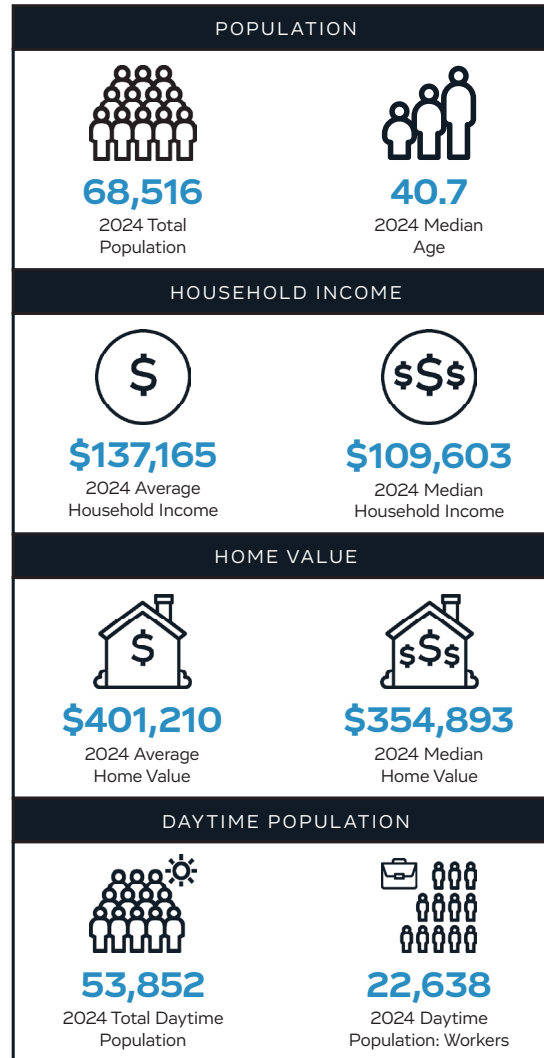 POPULATION
68,516
2024 Total
Population
40.7
2024 Median
Age
HOUSEHOLD INCOME
$
$137,165
2024 Average
Household Income
$$$
$109,603
2024 Median
Household Income
HOME VALUE
$
$401,210
2024 Average
Home Value
$$$
$354,893
2024 Median
Home Value
DAYTIME POPULATION
53,852
2024 Total Daytime
Population
22,638
2024 Daytime
Population: Workers